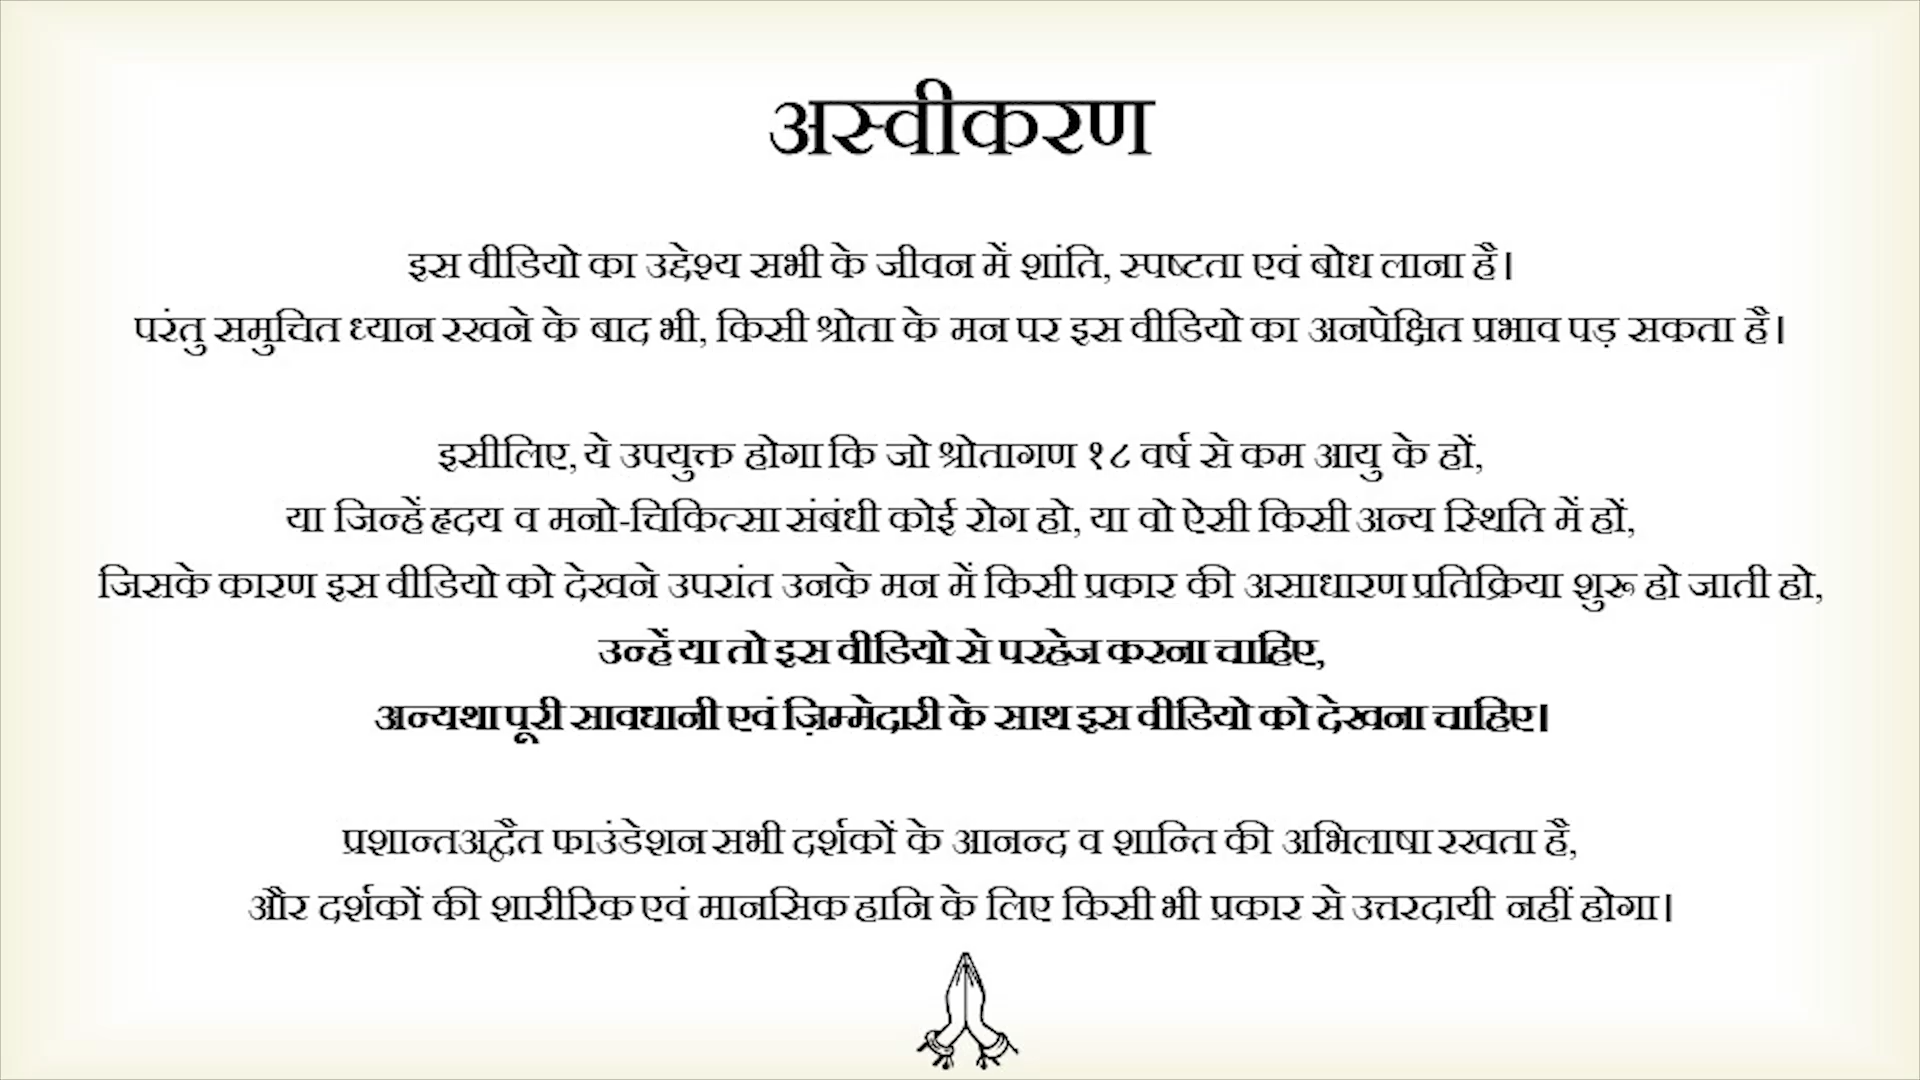 अस्वीकरण
इस वीडियो का उद्देश्य सभी के जीवन में शांति, स्पष्टता एवं बोध लाना है।
परंतु समुचित ध्यान रखने के बाद भी, किसी श्रोता के मन पर इस वीडियो का अनपेक्षित प्रभाव पड़ सकता है।
इसीलिए, ये उपयुक्त होगा कि जो श्रोतागण १८ वर्ष से कम आयु के हों,
या जिन्हें हृदय व मनो-चिकित्सा संबंधी कोई रोग हो, या वो ऐसी किसी अन्य स्थिति में हों,
जिसके कारण इस वीडियो को देखने उपरांत उनके मन में किसी प्रकार की असाधारण प्रतिक्रिया शुरू हो जाती हो,
उन्हें या तो इस वीडियो से परहेज करना चाहिए,
अन्यथा पूरी सावधानी एवं ज़िम्मेदारी के साथ इस वीडियो को देखना चाहिए।
प्रशान्तअद्वैत फाउंडेशन सभी दर्शकों के आनन्द व शान्ति की अभिलाषा रखता है,
और दर्शकों की शारीरिक एवं मानसिक हानि के लिए किसी भी प्रकार से उत्तरदायी नहीं होगा।